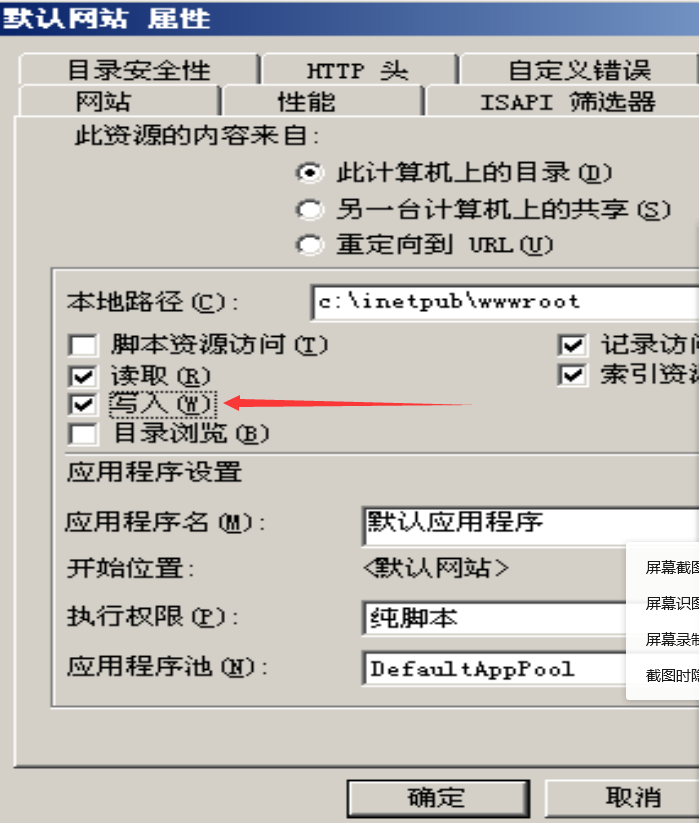 默认网站 属性
目录安全性 HTTP 头 自定义错误
网站 性能 ISAPI 筛选器
此资源的内容来自:
此计算机上的目录(D)
另一台计算机上的共享(S)
重定向到 URL(U)
本地路径(C): c:\inetpub\wwwroot
脚本资源访问(T) 记录访问
读取(R) 索引资源
写入(W)
目录浏览(B)
应用程序设置
应用程序名(M): 默认应用程序
开始位置: <默认网站>
屏幕截图
执行权限(P): 纯脚本
屏幕识图
屏幕录制
应用程序池(N): DefaultAppPool
截图时隐
确定 取消